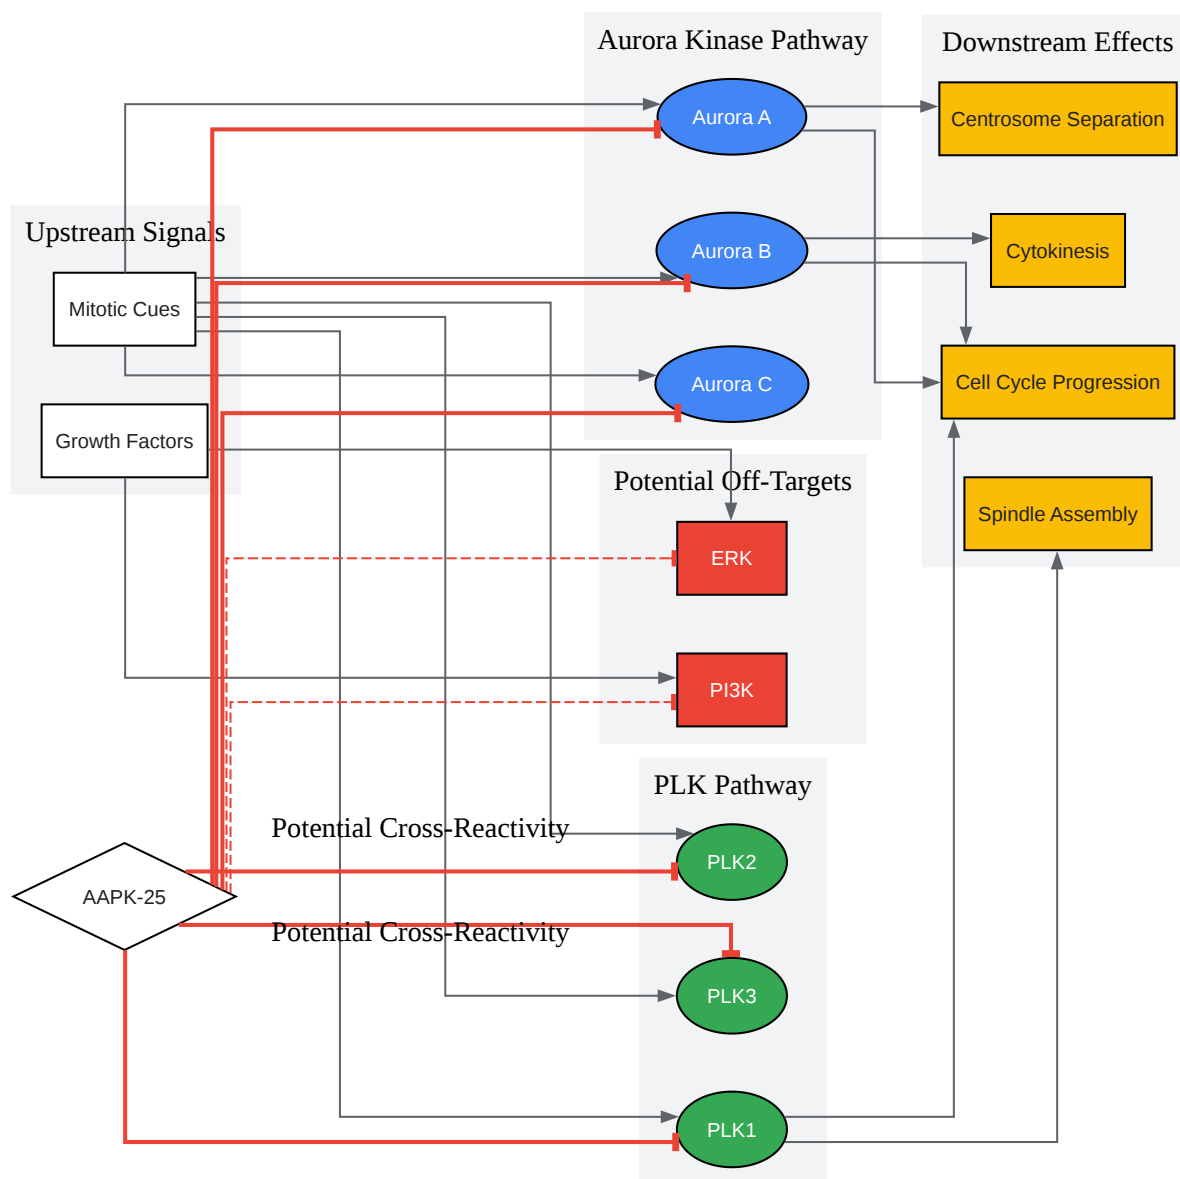 Aurora Kinase Pathway
Downstream Effects
Aurora A
Centrosome Separation
Upstream Signals
Aurora B
Cytokinesis
Mitotic Cues
Aurora C
Cell Cycle Progression
Growth Factors
Potential Off-Targets
Spindle Assembly
ERK
PI3K
PLK Pathway
Potential Cross-Reactivity
PLK2
AAPK-25
Potential Cross-Reactivity
PLK3
PLK1